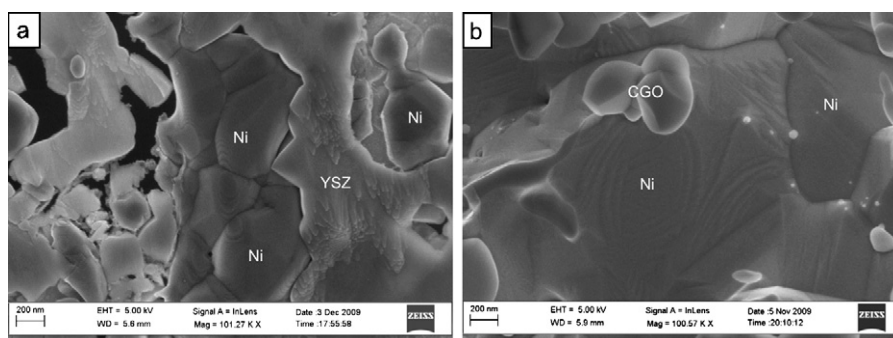 a
Ni
Ni
YSZ
Ni
200 nm
EHT = 5.00 kV
WD = 5.6 mm
Signal A = InLens
Mag = 101.27 K X
Date :3 Dec 2009
Time :17:55:58
ZEISS
b
CGO
Ni
Ni
200 nm
EHT = 5.00 kV
WD = 5.9 mm
Signal A = InLens
Mag = 100.57 K X
Date :5 Nov 2009
Time :20:10:12
ZEISS